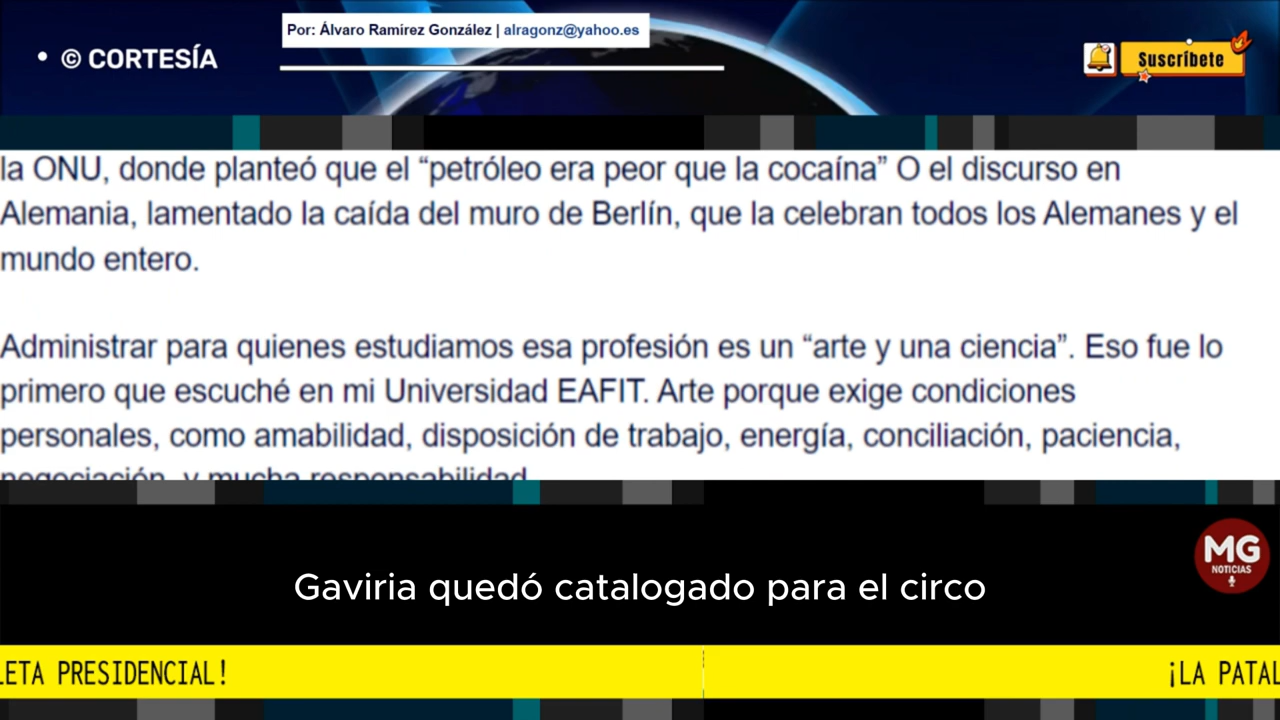 Por: Álvaro Ramírez González | alragonz@yahoo.es
• © CORTESÍA
Suscríbete
la ONU, donde planteó que el “petróleo era peor que la cocaína” O el discurso en
Alemania, lamentado la caída del muro de Berlín, que la celebran todos los Alemanes y el
mundo entero.
Administrar para quienes estudiamos esa profesión es un “arte y una ciencia”. Eso fue lo
primero que escuché en mi Universidad EAFIT. Arte porque exige condiciones
personales, como amabilidad, disposición de trabajo, energía, conciliación, paciencia,
negociación, y mucha responsabilidad
MG
NOTICIAS
Gaviria quedó catalogado para el circo
LETA PRESIDENCIAL! ¡LA PATAL